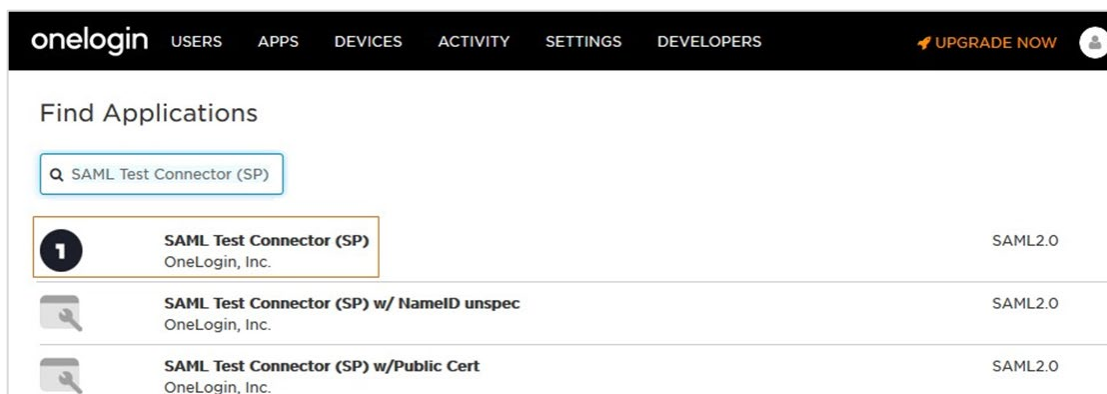 onelogin USERS APPS DEVICES ACTIVITY SETTINGS DEVELOPERS UPGRADE NOW
Find Applications
SAML Test Connector (SP)
1 SAML Test Connector (SP) SAML2.0
OneLogin, Inc.
SAML Test Connector (SP) w/ NameID unspec SAML2.0
OneLogin, Inc.
SAML Test Connector (SP) w/Public Cert SAML2.0
OneLogin, Inc.